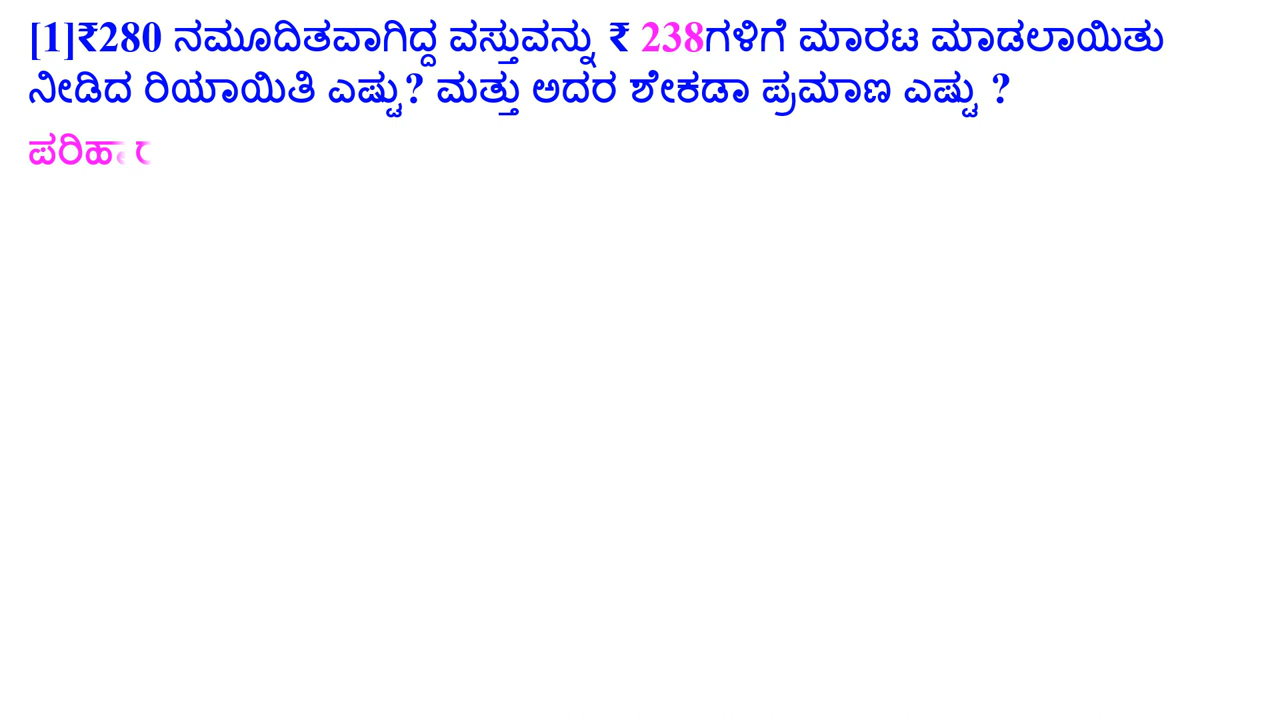 [1]₹280 ನಮೂದಿತವಾಗಿದ್ದ ವಸ್ತುವನ್ನು ₹ 238ಗಳಿಗೆ ಮಾರಟ ಮಾಡಲಾಯಿತು
ನೀಡಿದ ರಿಯಾಯಿತಿ ಎಷ್ಟು? ಮತ್ತು ಅದರ ಶೇಕಡಾ ಪ್ರಮಾಣ ಎಷ್ಟು ?
ಪರಿಹಾರ